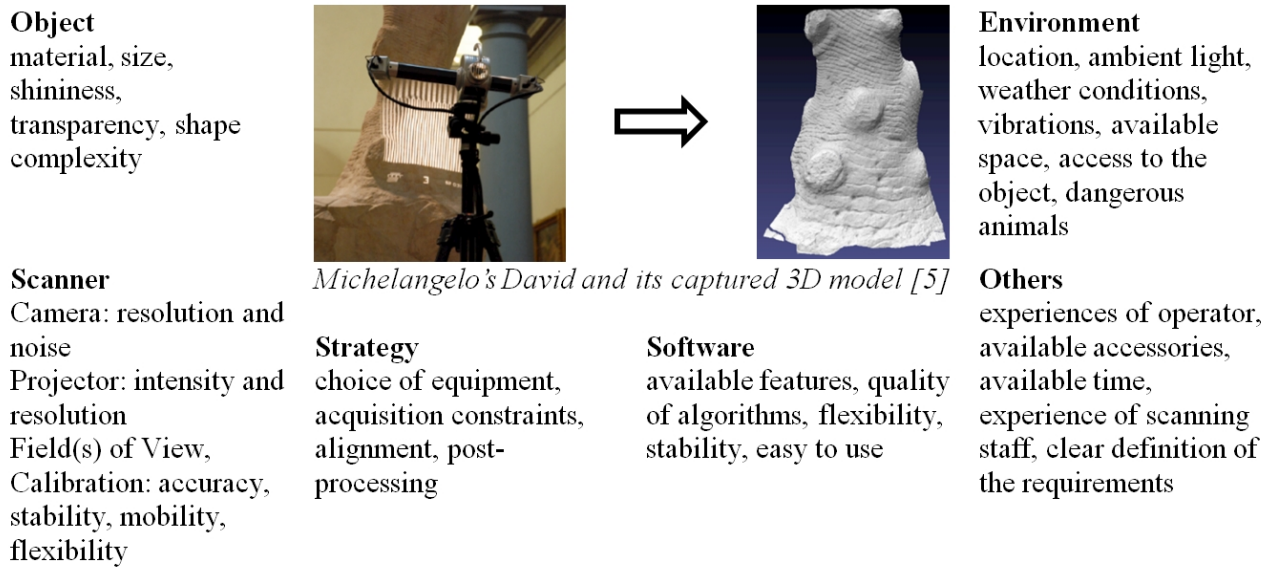 Object
material, size,
shininess,
transparency, shape
complexity
Environment
location, ambient light,
weather conditions,
vibrations, available
space, access to the
object, dangerous
animals
Michelangelo's David and its captured 3D model [5]
Scanner
Camera: resolution and
noise
Projector: intensity and
resolution
Field(s) of View,
Calibration: accuracy,
stability, mobility,
flexibility
Strategy
choice of equipment,
acquisition constraints,
alignment, post-
processing
Software
available features, quality
of algorithms, flexibility,
stability, easy to use
Others
experiences of operator,
available accessories,
available time,
experience of scanning
staff, clear definition of
the requirements